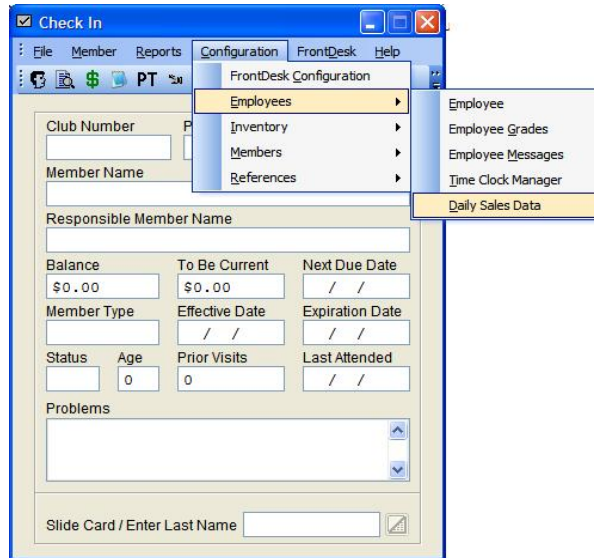 Check In
File Member Reports Configuration FrontDesk Help
PT
FrontDesk Configuration
Employees
Inventory
Members
References
Employee
Employee Grades
Employee Messages
Time Clock Manager
Daily Sales Data
Club Number P
Member Name
Responsible Member Name
Balance To Be Current Next Due Date
$0.00 $0.00 / /
Member Type Effective Date Expiration Date
/ / / /
Status Age Prior Visits Last Attended
0 0 / /
Problems
Slide Card / Enter Last Name